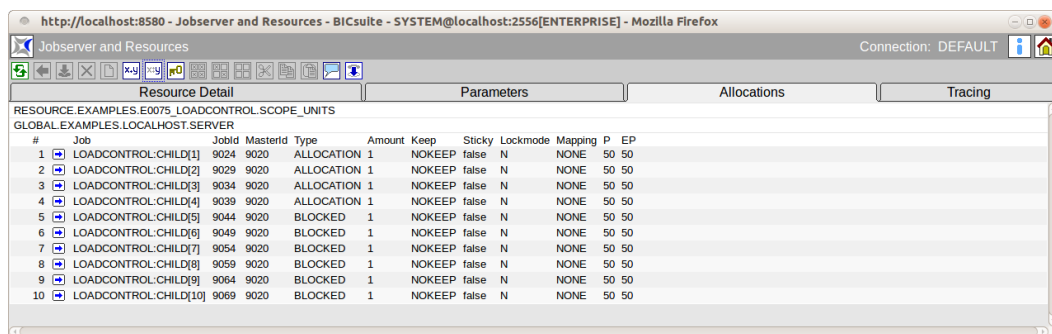 http://localhost:8580 - Jobserver and Resources - BICsuite - SYSTEM@localhost:2556[ENTERPRISE] - Mozilla Firefox
Jobserver and Resources Connection: DEFAULT
x.y x:y
Resource Detail Parameters Allocations Tracing
RESOURCE.EXAMPLES.E0075_LOADCONTROL.SCOPE_UNITS
GLOBAL.EXAMPLES.LOCALHOST.SERVER
# Job JobId MasterId Type Amount Keep Sticky Lockmode Mapping P EP
1 LOADCONTROL:CHILD[1] 9024 9020 ALLOCATION 1 NOKEEP false N NONE 50 50
2 LOADCONTROL:CHILD[2] 9029 9020 ALLOCATION 1 NOKEEP false N NONE 50 50
3 LOADCONTROL:CHILD[3] 9034 9020 ALLOCATION 1 NOKEEP false N NONE 50 50
4 LOADCONTROL:CHILD[4] 9039 9020 ALLOCATION 1 NOKEEP false N NONE 50 50
5 LOADCONTROL:CHILD[5] 9044 9020 BLOCKED 1 NOKEEP false N NONE 50 50
6 LOADCONTROL:CHILD[6] 9049 9020 BLOCKED 1 NOKEEP false N NONE 50 50
7 LOADCONTROL:CHILD[7] 9054 9020 BLOCKED 1 NOKEEP false N NONE 50 50
8 LOADCONTROL:CHILD[8] 9059 9020 BLOCKED 1 NOKEEP false N NONE 50 50
9 LOADCONTROL:CHILD[9] 9064 9020 BLOCKED 1 NOKEEP false N NONE 50 50
10 LOADCONTROL:CHILD[10] 9069 9020 BLOCKED 1 NOKEEP false N NONE 50 50